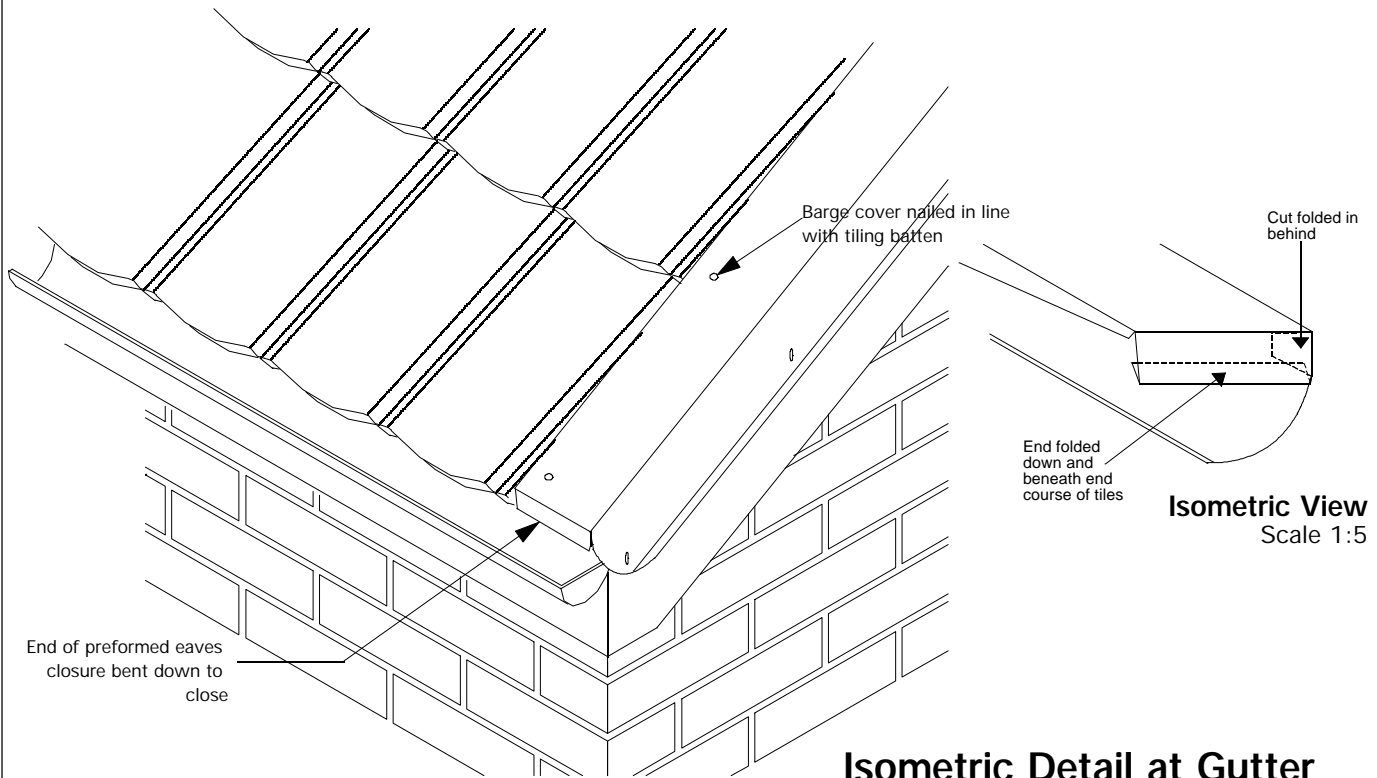 Barge cover nailed in line
with tiling batten
Cut folded in
behind
End folded
down and
beneath end
course of tiles
Isometric View
Scale 1:5
End of preformed eaves
closure bent down to
close
Isometric Detail at Gutter